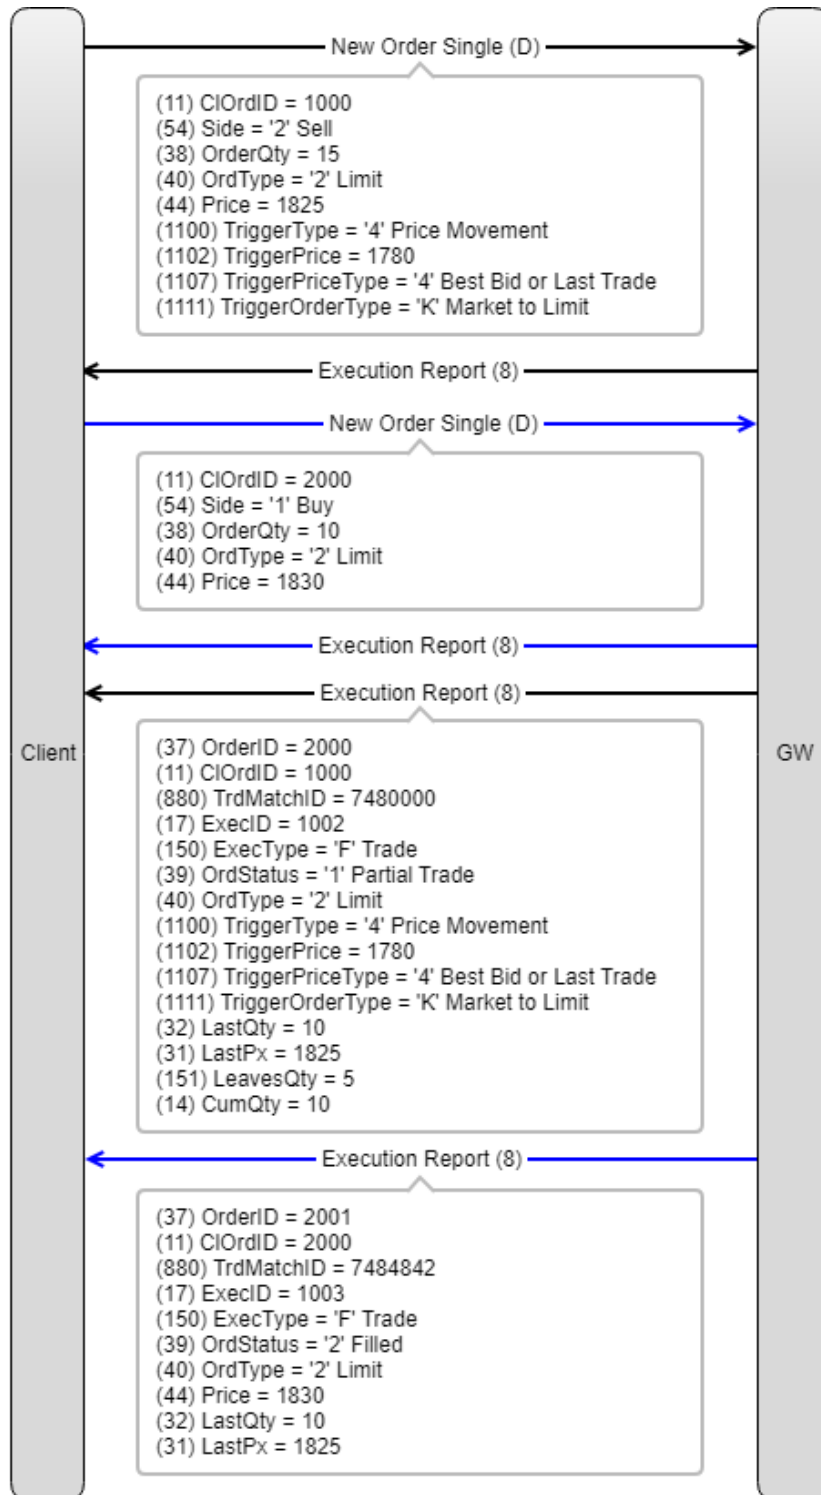 New Order Single (D)
(11) ClOrdID = 1000
(54) Side = '2' Sell
(38) OrderQty = 15
(40) OrdType = '2' Limit
(44) Price = 1825
(1100) TriggerType = '4' Price Movement
(1102) TriggerPrice = 1780
(1107) TriggerPriceType = '4' Best Bid or Last Trade
(1111) TriggerOrderType = 'K' Market to Limit
Execution Report (8)
New Order Single (D)
(11) ClOrdID = 2000
(54) Side = '1' Buy
(38) OrderQty = 10
(40) OrdType = '2' Limit
(44) Price = 1830
Execution Report (8)
Execution Report (8)
Client
GW
(37) OrderID = 2000
(11) ClOrdID = 1000
(880) TrdMatchID = 7480000
(17) ExecID = 1002
(150) ExecType = 'F' Trade
(39) OrdStatus = '1' Partial Trade
(40) OrdType = '2' Limit
(1100) TriggerType = '4' Price Movement
(1102) TriggerPrice = 1780
(1107) TriggerPriceType = '4' Best Bid or Last Trade
(1111) TriggerOrderType = 'K' Market to Limit
(32) LastQty = 10
(31) LastPx = 1825
(151) LeavesQty = 5
(14) CumQty = 10
Execution Report (8)
(37) OrderID = 2001
(11) ClOrdID = 2000
(880) TrdMatchID = 7484842
(17) ExecID = 1003
(150) ExecType = 'F' Trade
(39) OrdStatus = '2' Filled
(40) OrdType = '2' Limit
(44) Price = 1830
(32) LastQty = 10
(31) LastPx = 1825